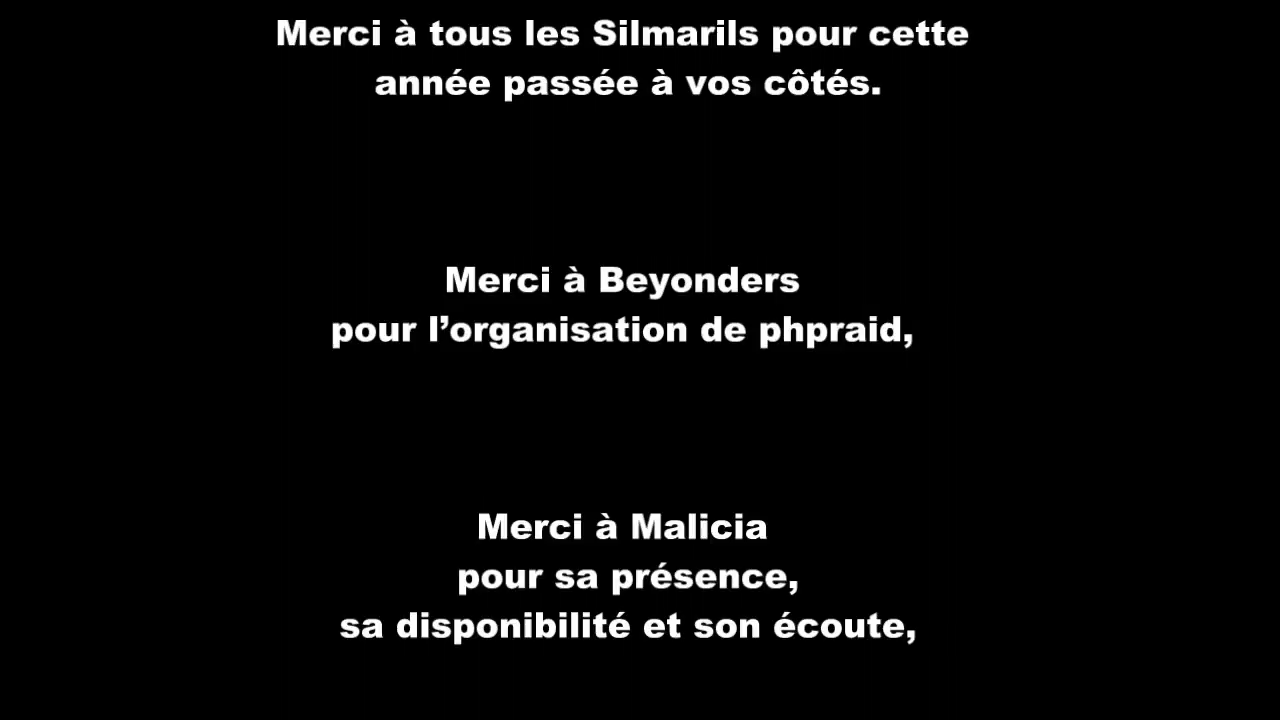 Merci à tous les Silmarils pour cette
année passée à vos côtés.
Merci à Beyonders
pour l’organisation de phpraid,
Merci à Malicia
pour sa présence,
sa disponibilité et son écoute,